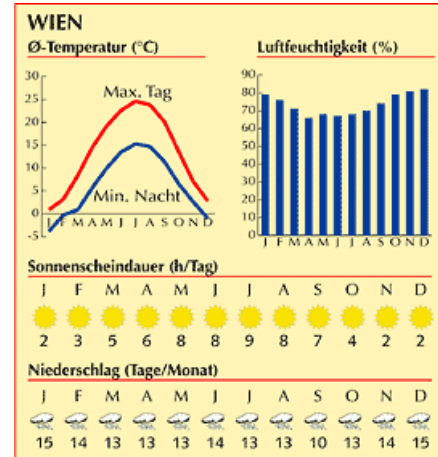 WIEN
Ø-Temperatur (°C)
30
25
20
15
10
5
0
-5
Max. Tag
Min. Nacht
J F M A M J J A S O N D
Luftfeuchtigkeit (%)
90
80
70
60
50
40
30
20
10
0
J F M A M J J A S O N D
Sonnenscheindauer (h/Tag)
J F M A M J J A S O N D
2 3 5 6 8 8 9 8 7 4 2 2
Niederschlag (Tage/Monat)
J F M A M J J A S O N D
15 14 13 13 13 14 15 13 10 13 14 15